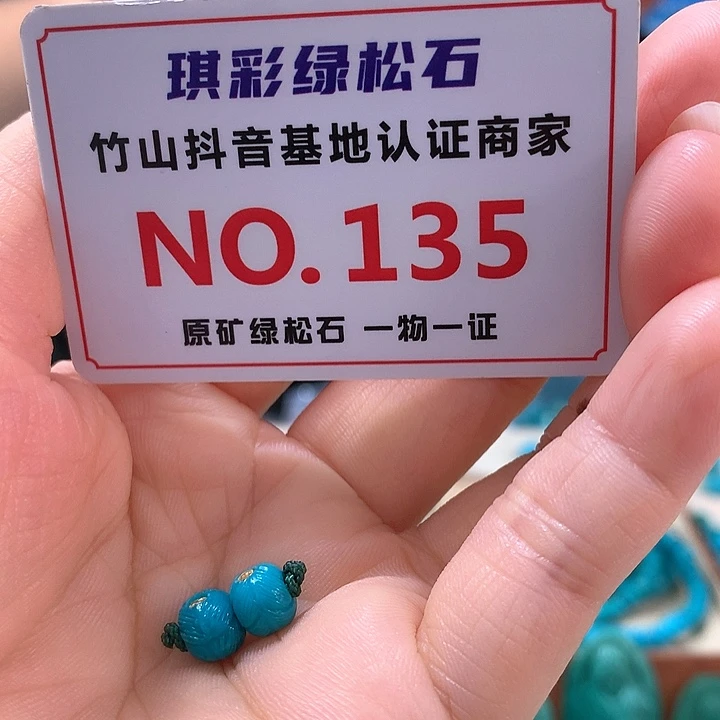 琪彩绿松石
竹山抖音基地认证商家
NO.135
原矿绿松石 一物一证